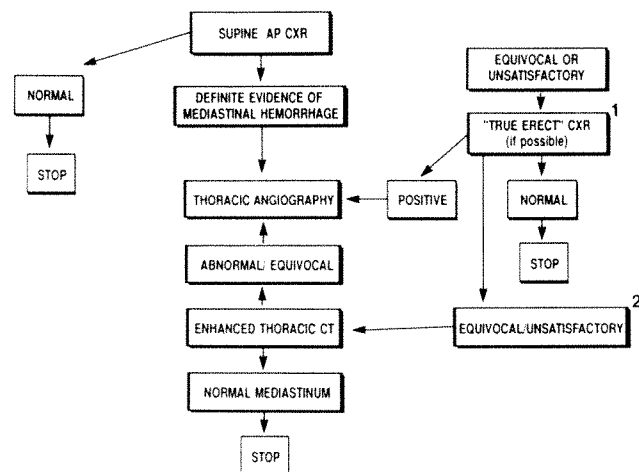 SUPINE AP CXR
EQUIVOCAL OR
UNSATISFACTORY
NORMAL
DEFINITE EVIDENCE OF
MEDIASTINAL HEMORRHAGE
1
"TRUE ERECT" CXR
(if possible)
STOP
THORACIC ANGIOGRAPHY
POSITIVE
NORMAL
ABNORMAL/ EQUIVOCAL
STOP
2
ENHANCED THORACIC CT
EQUIVOCAL/UNSATISFACTORY
NORMAL MEDIASTINUM
STOP